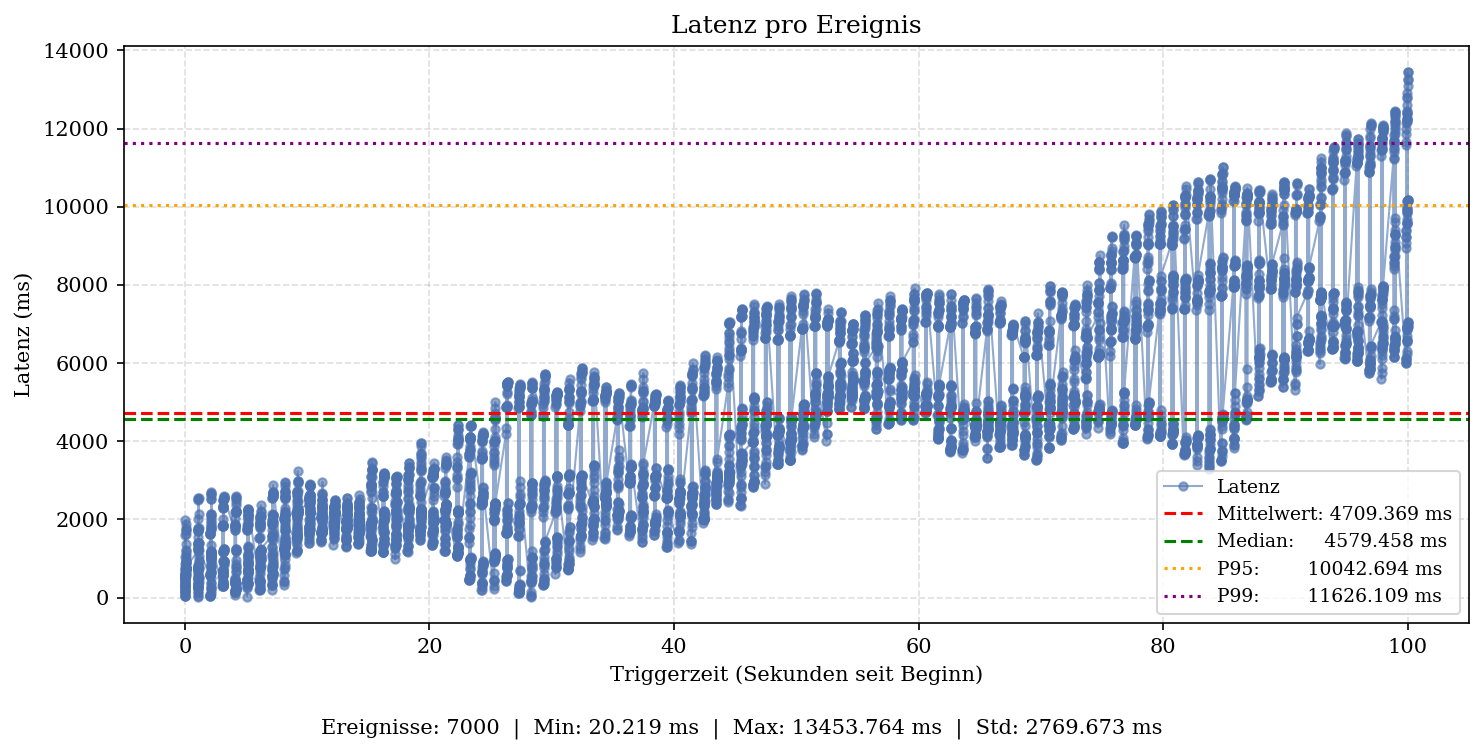 Latenz pro Ereignis
14000
12000
10000
8000
6000
4000
2000
0
Latenz (ms)
0 20 40 60 80 100
Triggerzeit (Sekunden seit Beginn)
Latenz
Mittelwert: 4709.369 ms
Median: 4579.458 ms
P95: 10042.694 ms
P99: 11626.109 ms
Ereignisse: 7000 | Min: 20.219 ms | Max: 13453.764 ms | Std: 2769.673 ms